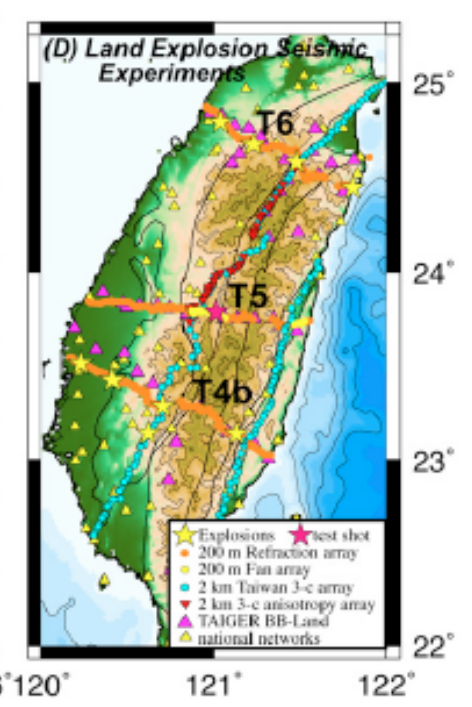 (D) Land Explosion Seismic
Experiments
25°
T6
24°
T5
T4b
23°
Explosions test shot
200 m Refraction array
200 m Fan array
2 km Taiwan 3-c array
2 km 3-c anisotropy array
TAIGER BB-Land
national networks
22°
120° 121° 122°